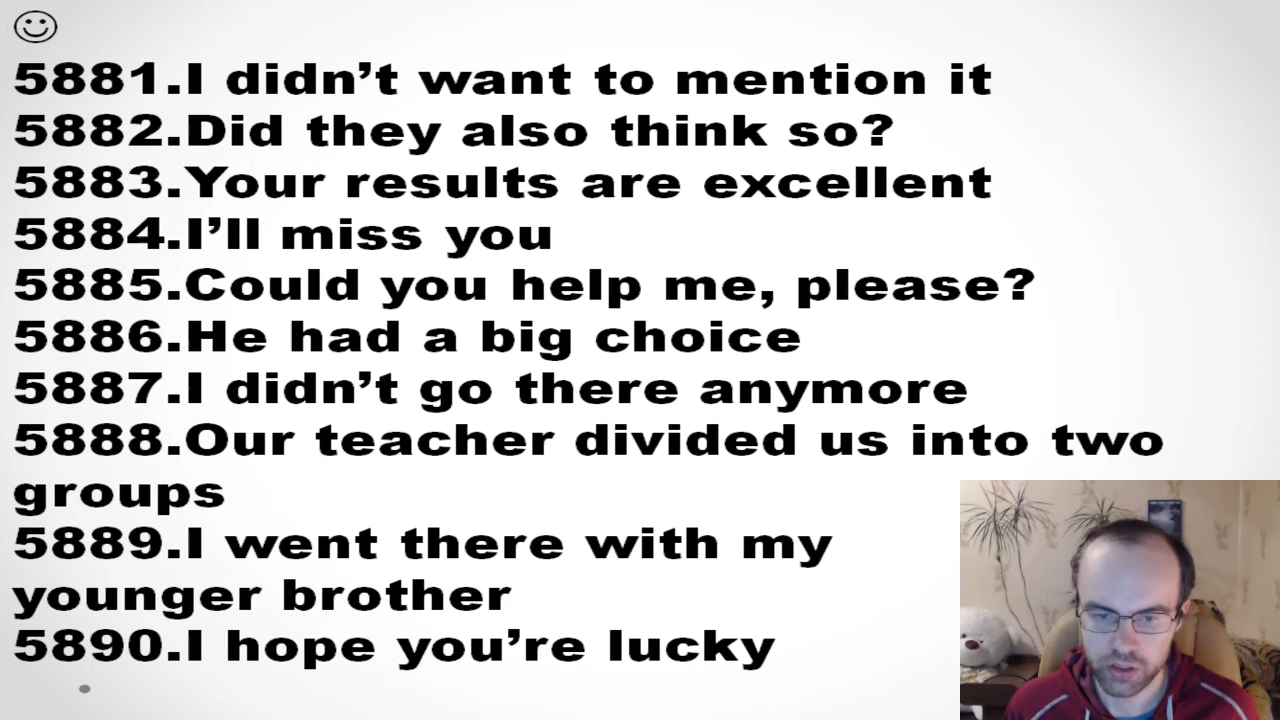 5881.I didn’t want to mention it
5882.Did they also think so?
5883.Your results are excellent
5884.I’ll miss you
5885.Could you help me, please?
5886.He had a big choice
5887.I didn’t go there anymore
5888.Our teacher divided us into two
groups
5889.I went there with my
younger brother
5890.I hope you’re lucky